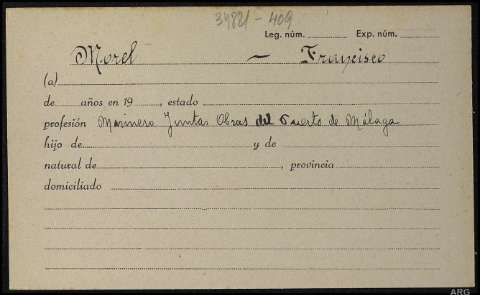 39881-409
Leg. núm. Exp. núm.
Morel — Francisco
(a)
de años en 19 , estado
profesión Marinero Juntas Obras del Puerto de Málaga
hijo de y de
natural de , provincia
domiciliado
ARG